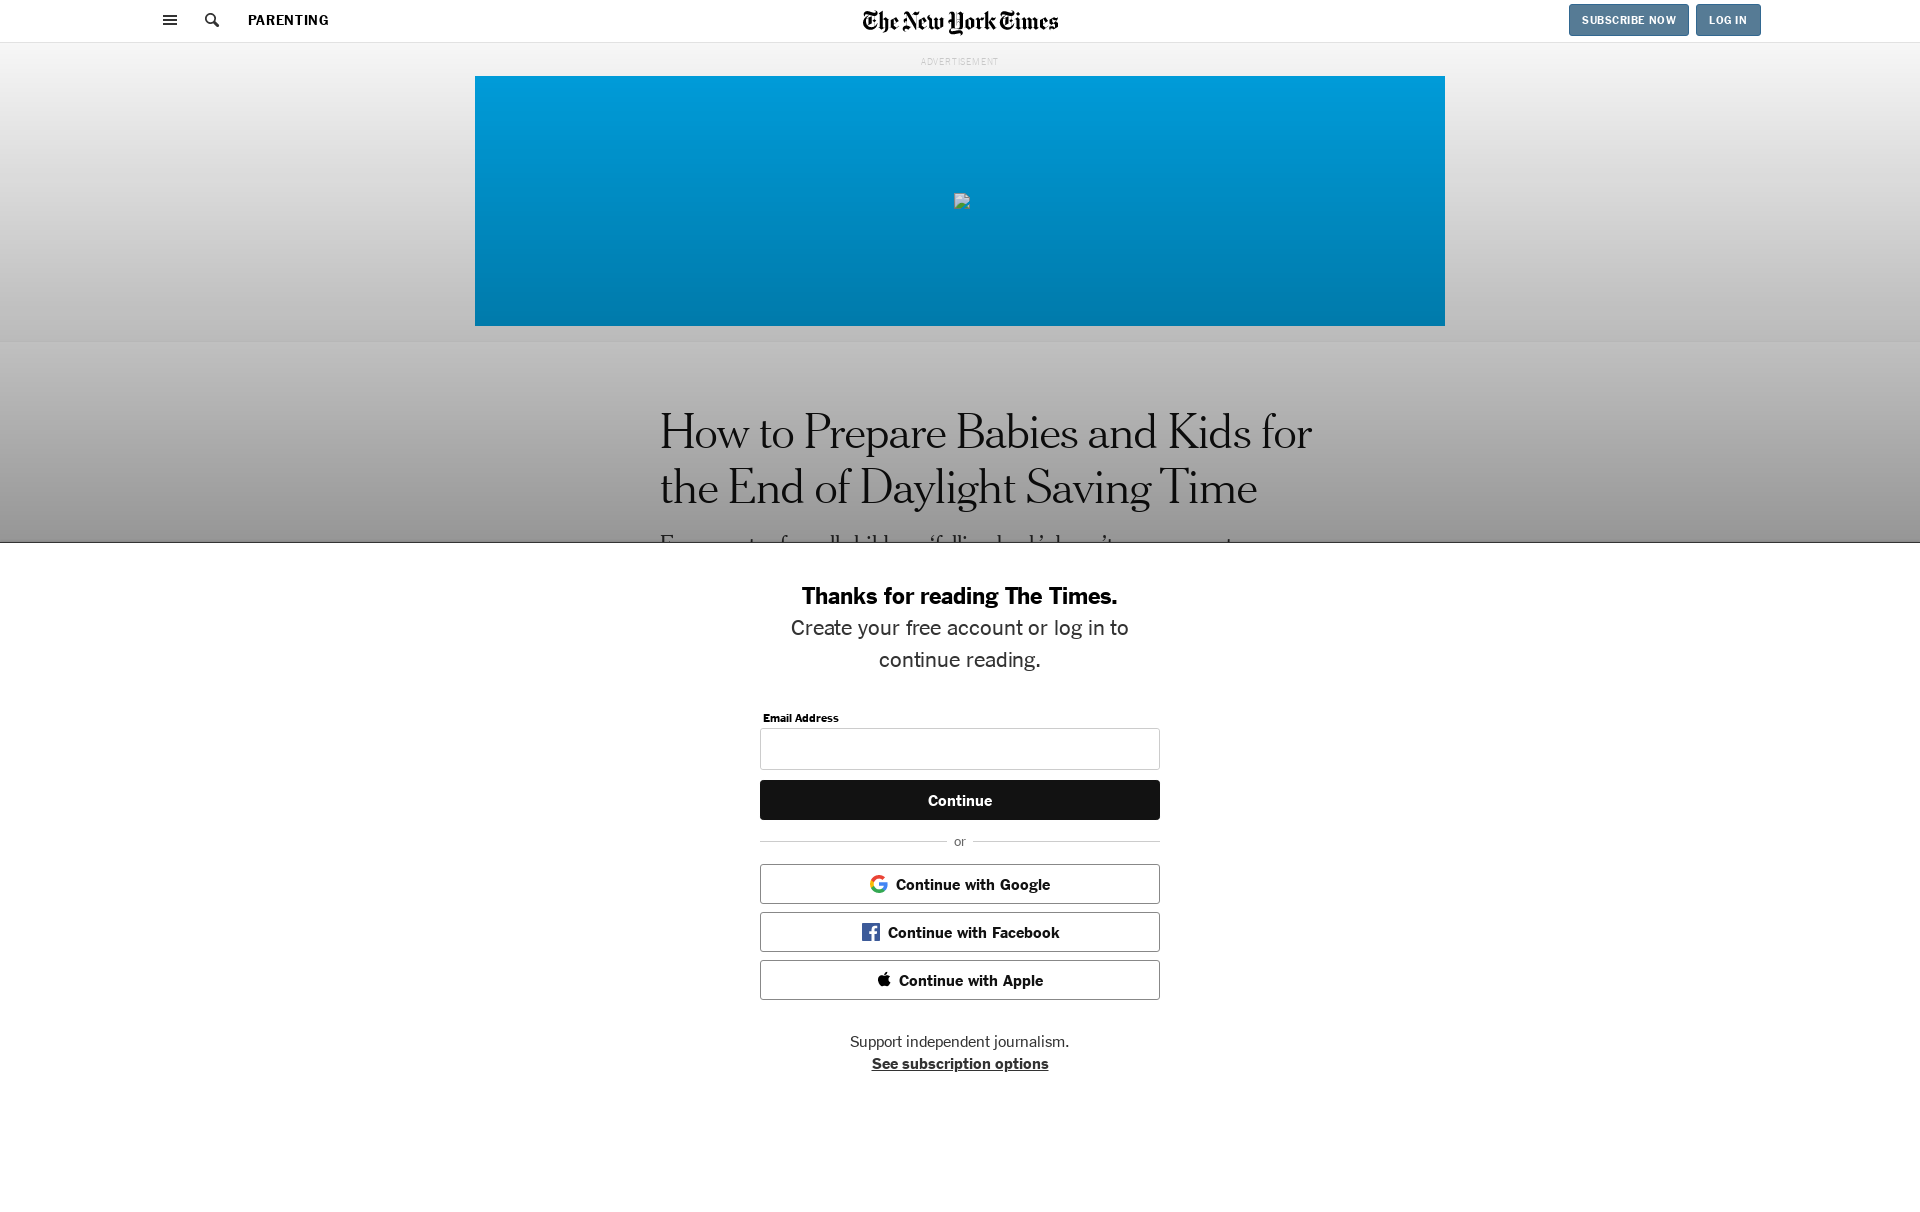 PARENTING
The New York Times
SUBSCRIBE NOW
LOG IN
ADVERTISEMENT
How to Prepare Babies and Kids for
the End of Daylight Saving Time
Thanks for reading The Times.
Create your free account or log in to
continue reading.
Email Address
Continue
or
Continue with Google
Continue with Facebook
Continue with Apple
Support independent journalism.
See subscription options